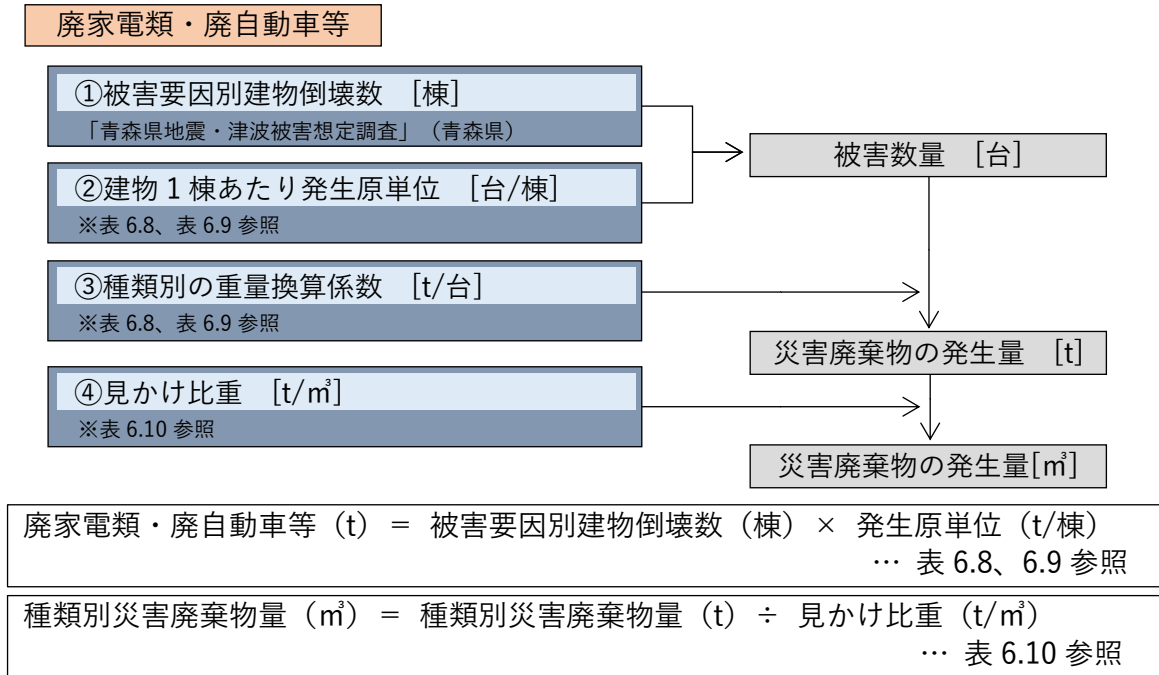 廃家電類・廃自動車等
①被害要因別建物倒壊数　[棟]
「青森県地震・津波被害想定調査」（青森県）
②建物1棟あたり発生原単位　[台/棟]
※表 6.8、表 6.9 参照
③種類別の重量換算係数　[t/台]
※表 6.8、表 6.9 参照
④見かけ比重　[t/㎥]
※表 6.10 参照
被害数量　[台]
災害廃棄物の発生量　[t]
災害廃棄物の発生量[㎥]
廃家電類・廃自動車等（t）＝ 被害要因別建物倒壊数（棟）× 発生原単位（t/棟）
… 表 6.8、6.9 参照
種類別災害廃棄物量（㎥）＝ 種類別災害廃棄物量（t）÷ 見かけ比重（t/㎥）
… 表 6.10 参照